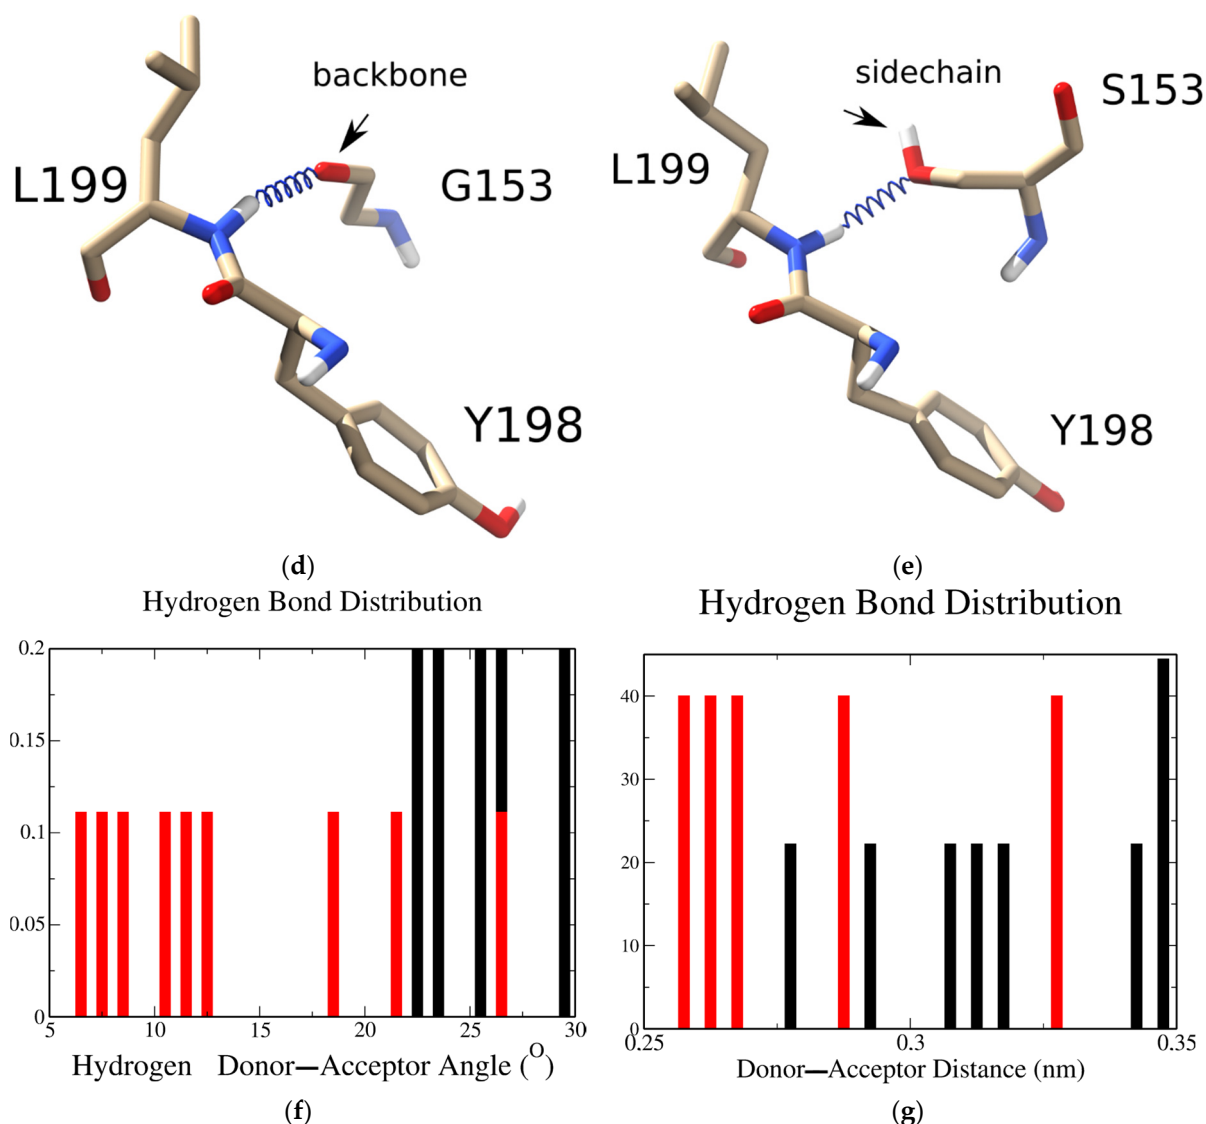 backbone
L199
G153
Y198
(d)
sidechain
S153
L199
Y198
(e)
Hydrogen Bond Distribution
0.2
0.15
0.1
0.05
0
5 10 15 20 25 30
Hydrogen Donor—Acceptor Angle (O)
(f)
Hydrogen Bond Distribution
40
30
20
10
0
0.25 0.3 0.35
Donor—Acceptor Distance (nm)
(g)